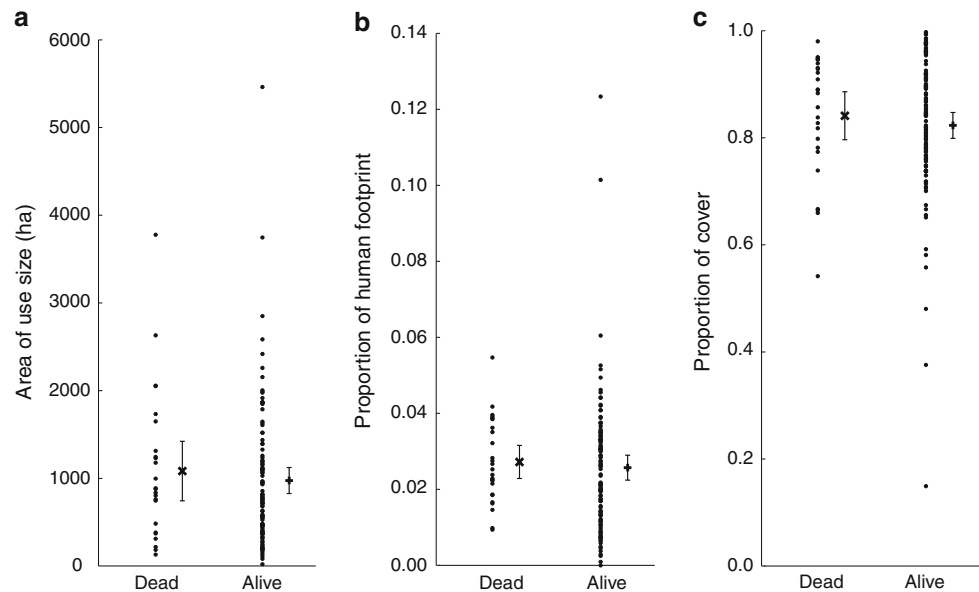 a
6000
5000
4000
3000
2000
1000
0
Area of use size (ha)
Dead Alive
b
0.14
0.12
0.10
0.08
0.06
0.04
0.02
0.00
Proportion of human footprint
Dead Alive
c
1.0
0.8
0.6
0.4
0.2
0.0
Proportion of cover
Dead Alive